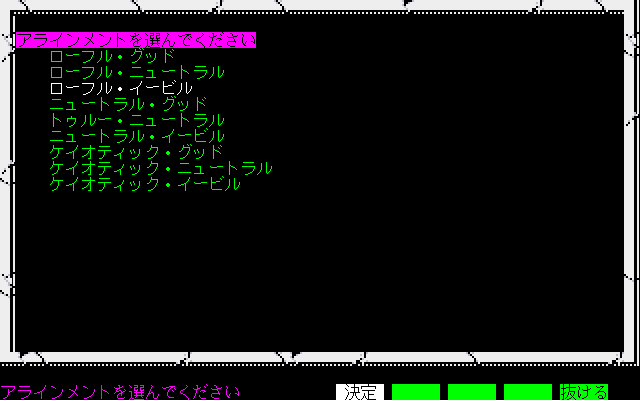 アラインメントを選んでください
ローフル・グッド
ローフル・ニュートラル
ローフル・イービル
ニュートラル・グッド
トゥルー・ニュートラル
ニュートラル・イービル
ケイオティック・グッド
ケイオティック・ニュートラル
ケイオティック・イービル
アラインメントを選んでください 決定 抜ける